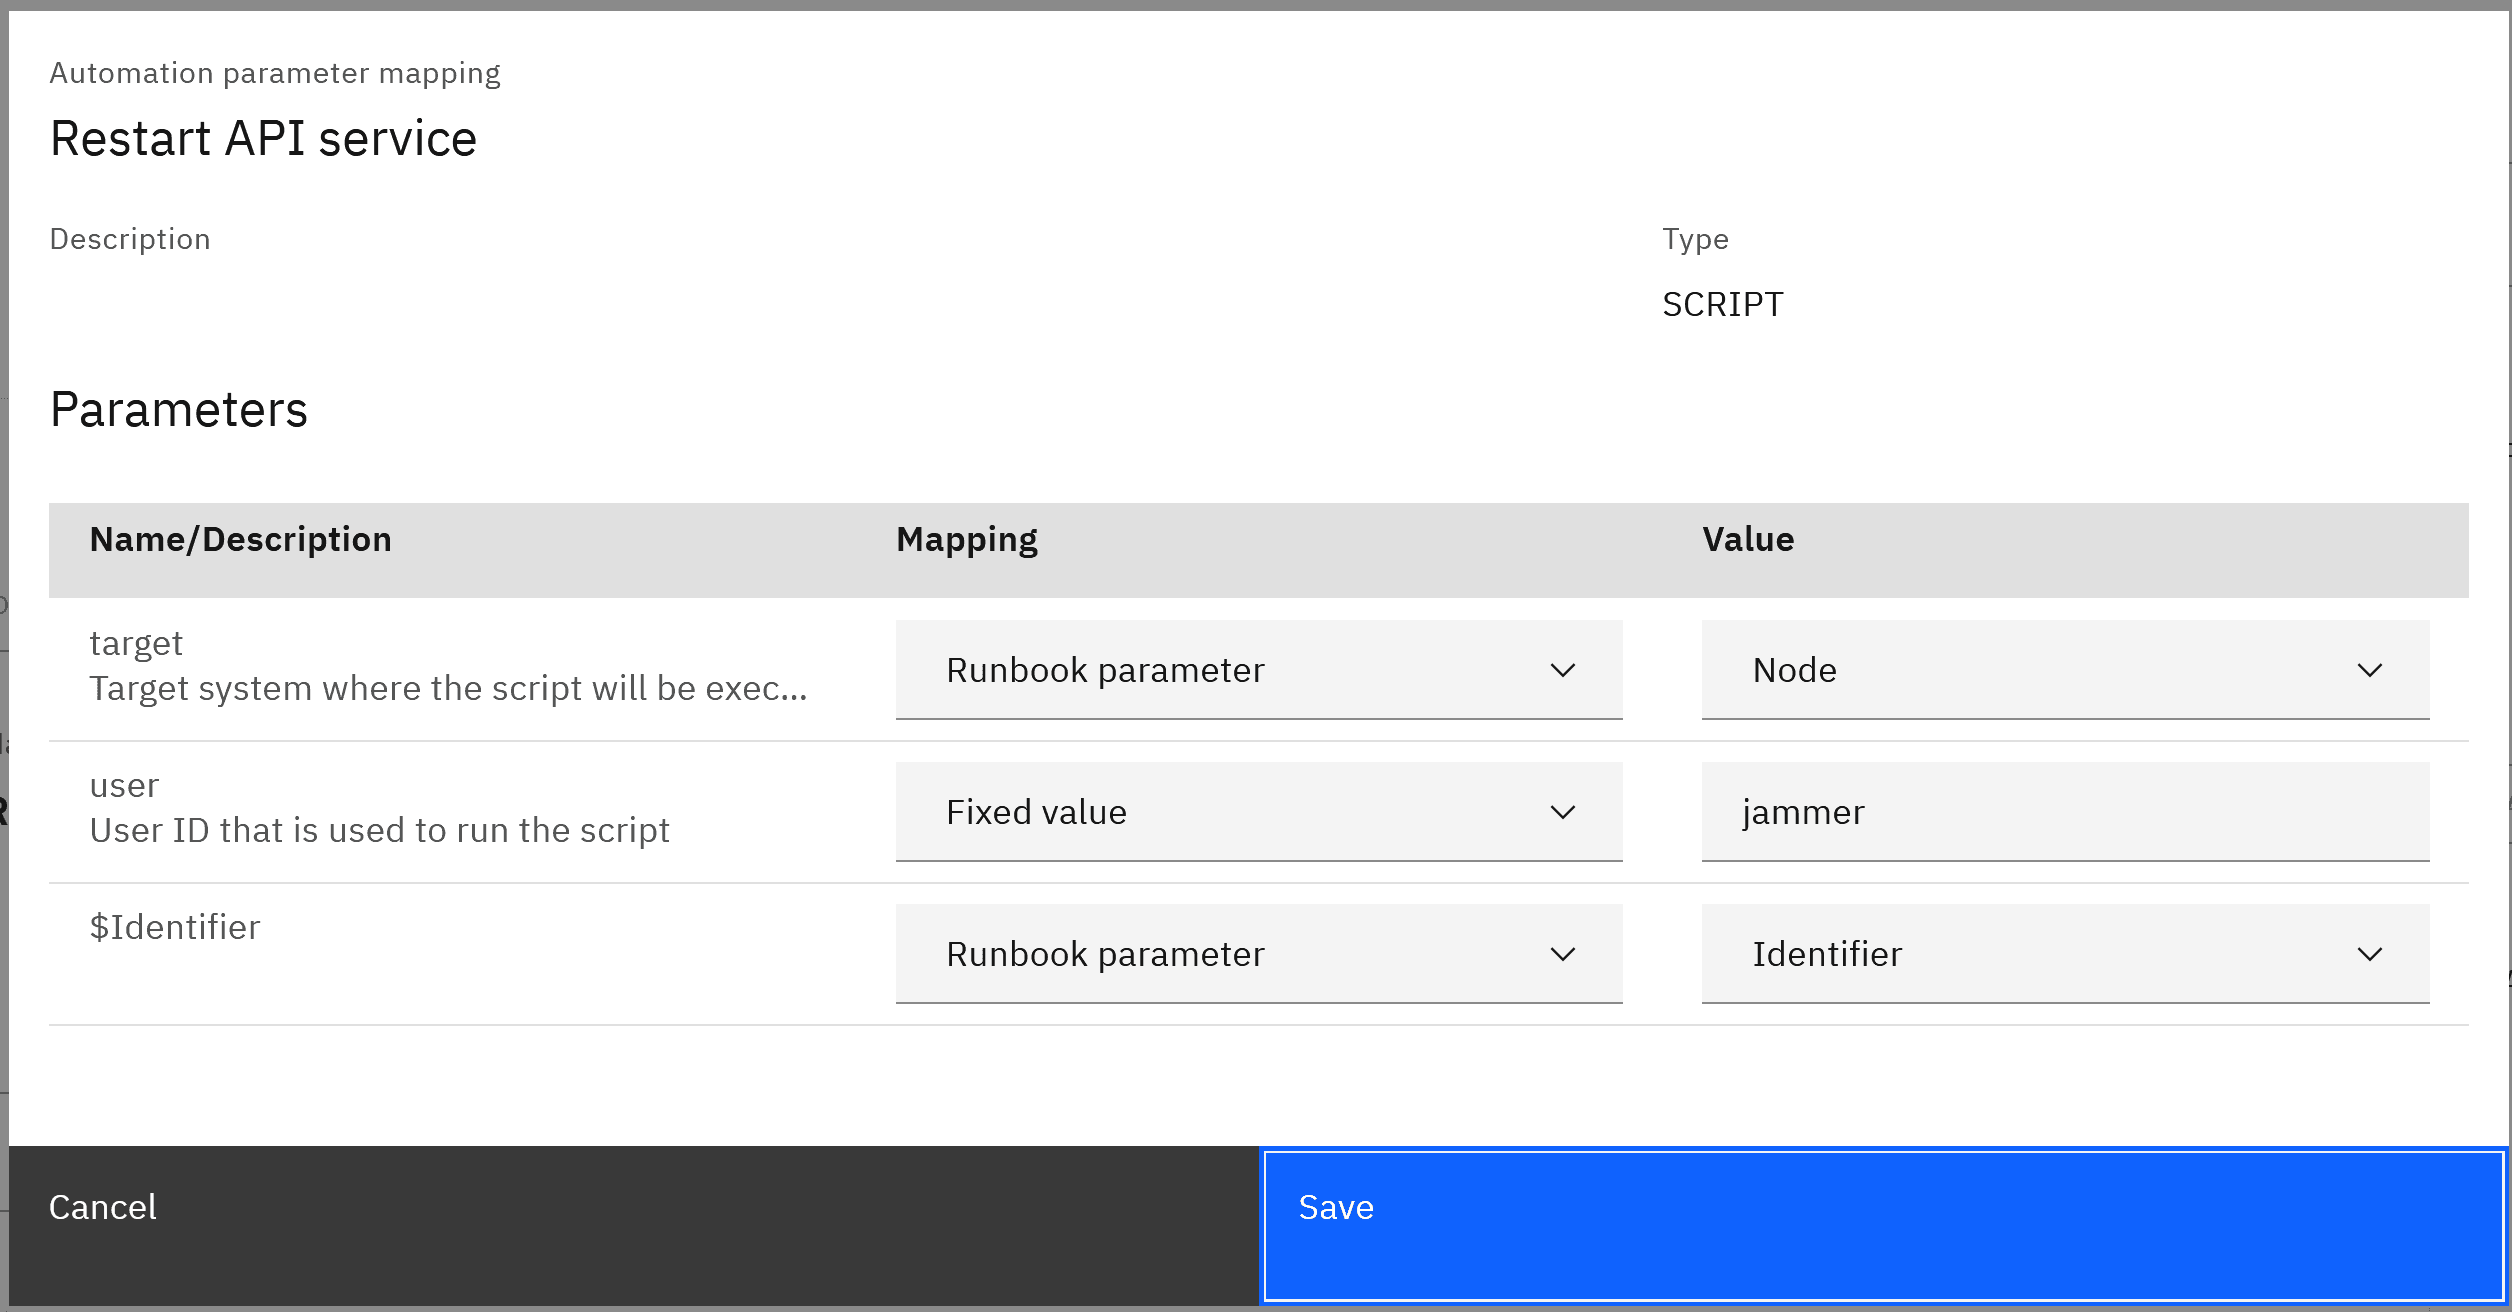 Automation parameter mapping
Restart API service
Description
Type
SCRIPT
Parameters
Name/Description
Mapping
Value
target
Target system where the script will be exec...
Runbook parameter
Node
user
User ID that is used to run the script
Fixed value
jammer
$Identifier
Runbook parameter
Identifier
Cancel
Save